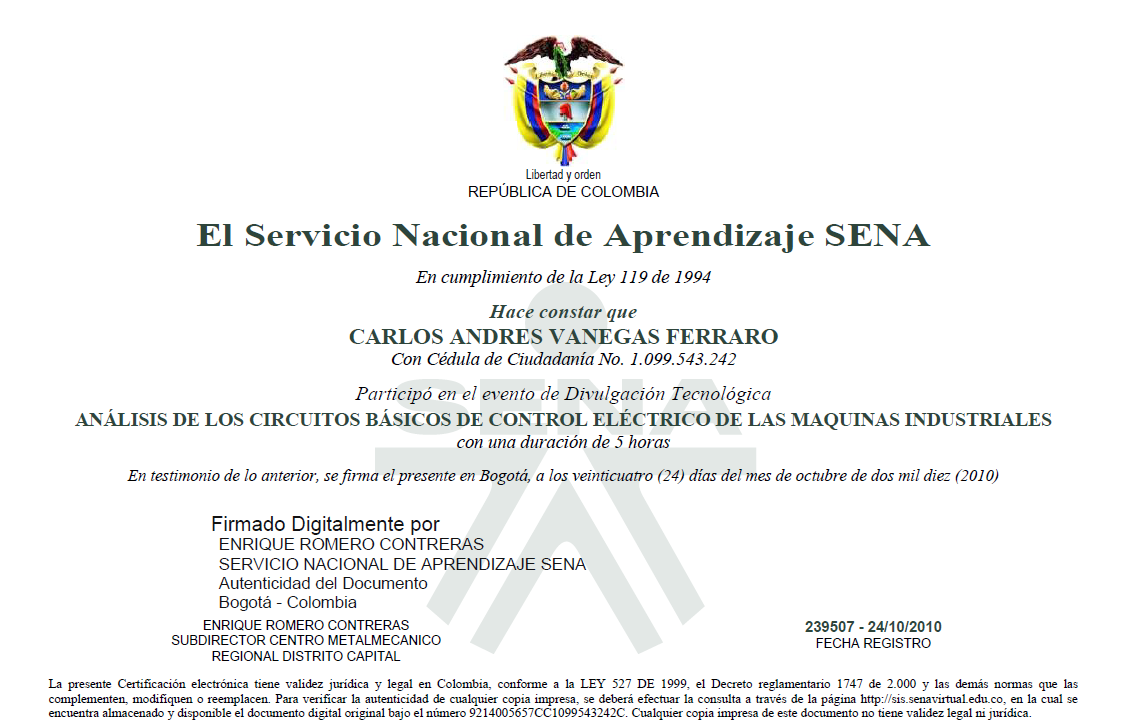 Libertad y Orden
Libertad y orden
REPÚBLICA DE COLOMBIA
El Servicio Nacional de Aprendizaje SENA
En cumplimiento de la Ley 119 de 1994
Hace constar que
CARLOS ANDRES VANEGAS FERRARO
Con Cédula de Ciudadanía No. 1.099.543.242
Participó en el evento de Divulgación Tecnológica
SENA
ANÁLISIS DE LOS CIRCUITOS BÁSICOS DE CONTROL ELÉCTRICO DE LAS MAQUINAS INDUSTRIALES
con una duración de 5 horas
En testimonio de lo anterior, se firma el presente en Bogotá, a los veinticuatro (24) días del mes de octubre de dos mil diez (2010)
Firmado Digitalmente por
ENRIQUE ROMERO CONTRERAS
SERVICIO NACIONAL DE APRENDIZAJE SENA
Autenticidad del Documento
Bogotá - Colombia
ENRIQUE ROMERO CONTRERAS
SUBDIRECTOR CENTRO METALMECANICO
REGIONAL DISTRITO CAPITAL
239507 - 24/10/2010
FECHA REGISTRO
La presente Certificación electrónica tiene validez jurídica y legal en Colombia, conforme a la LEY 527 DE 1999, el Decreto reglamentario 1747 de 2.000 y las demás normas que las
complementen, modifiquen o reemplacen. Para verificar la autenticidad de cualquier copia impresa, se deberá efectuar la consulta a través de la página http://sis.senavirtual.edu.co, en la cual se
encuentra almacenado y disponible el documento digital original bajo el número 9214005657CC1099543242C. Cualquier copia impresa de este documento no tiene validez legal ni jurídica.